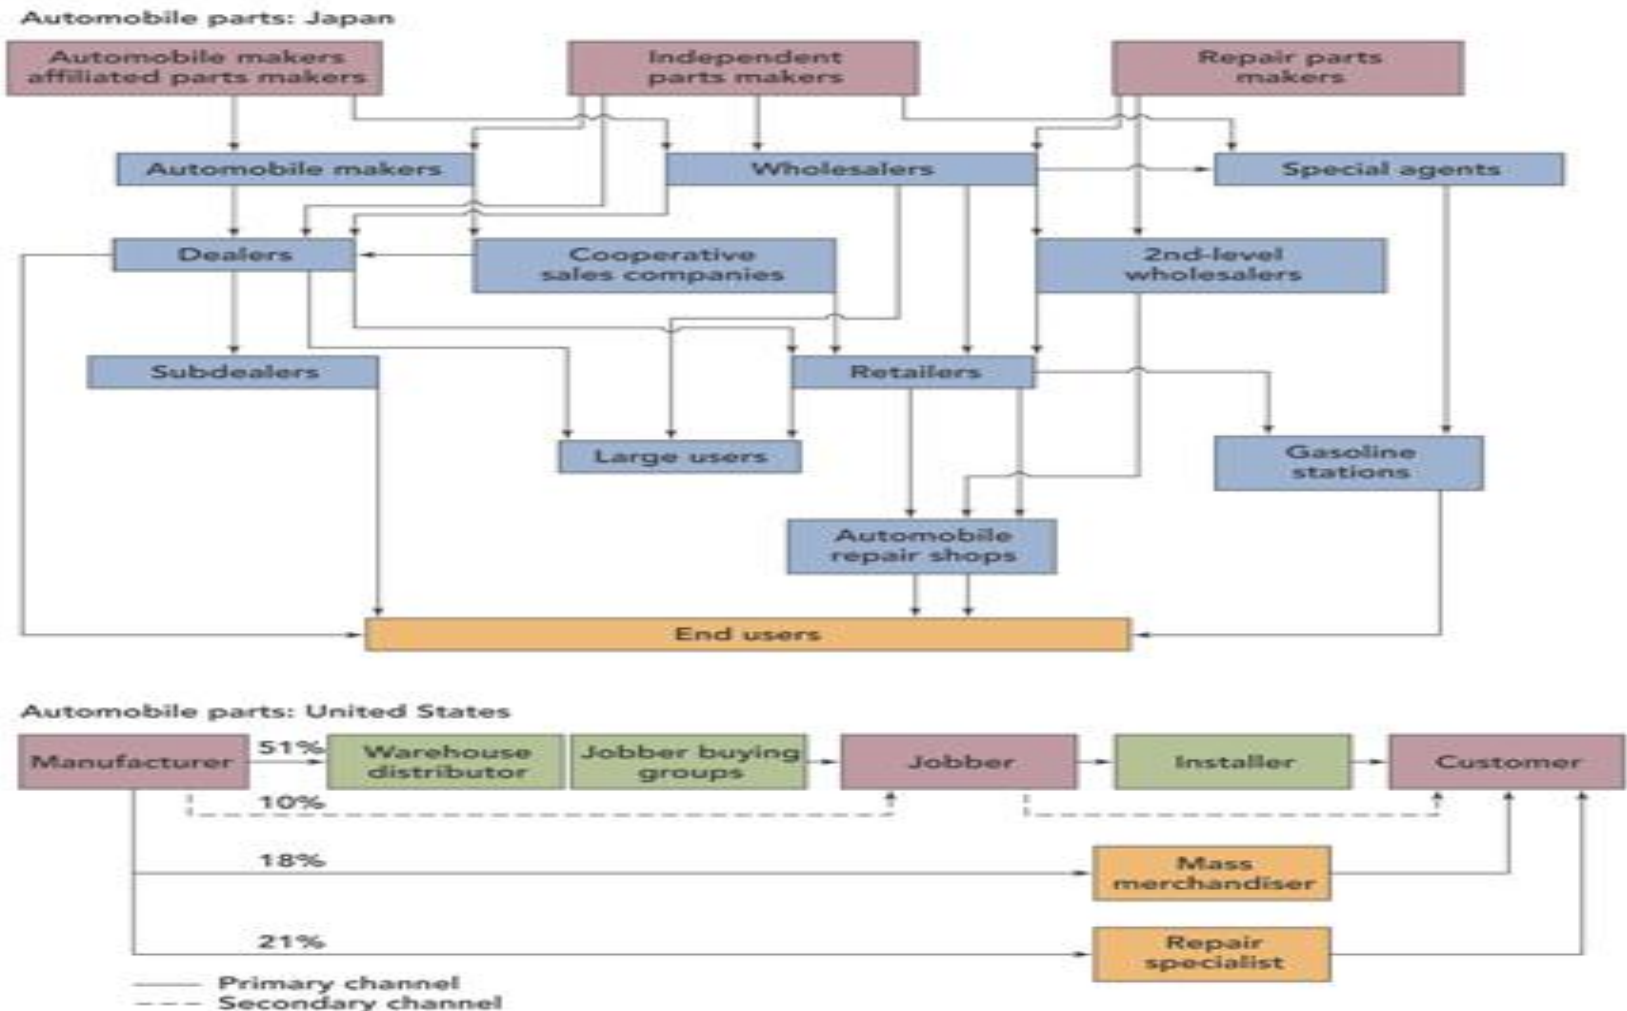 Automobile parts: Japan
Automobile makers
affiliated parts makers
Independent
parts makers
Repair parts
makers
Automobile makers
Wholesalers
Special agents
Dealers
Cooperative
sales companies
2nd-level
wholesalers
Subdealers
Retailers
Large users
Gasoline
stations
Automobile
repair shops
End users
Automobile parts: United States
Manufacturer
51%
Warehouse
distributor
Jobber buying
groups
Jobber
Installer
Customer
10%
18%
Mass
merchandiser
21%
Repair
specialist
Primary channel
Secondary channel